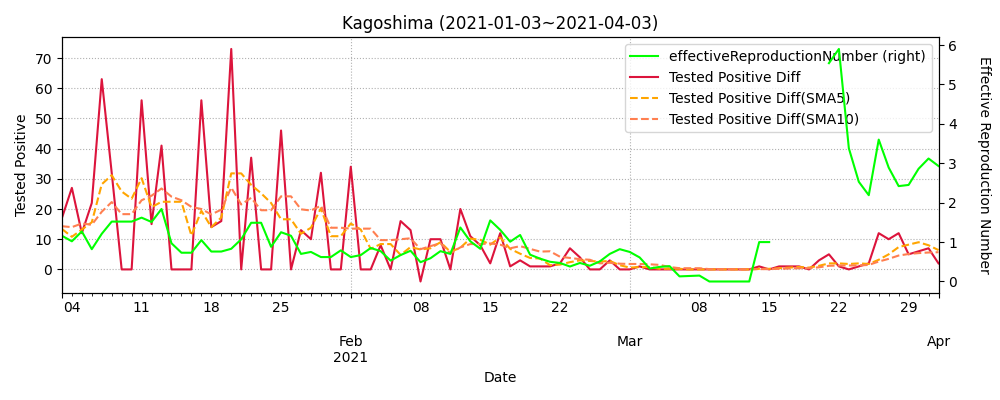 Kagoshima (2021-01-03~2021-04-03)
effectiveReproductionNumber (right)
Tested Positive Diff
Tested Positive Diff(SMA5)
Tested Positive Diff(SMA10)
Tested Positive
70
60
50
40
30
20
10
0
Effective Reproduction Number
6
5
4
3
2
1
0
04 11 18 25 08 15 22 08 15 22 29
Feb Mar Apr
2021
Date